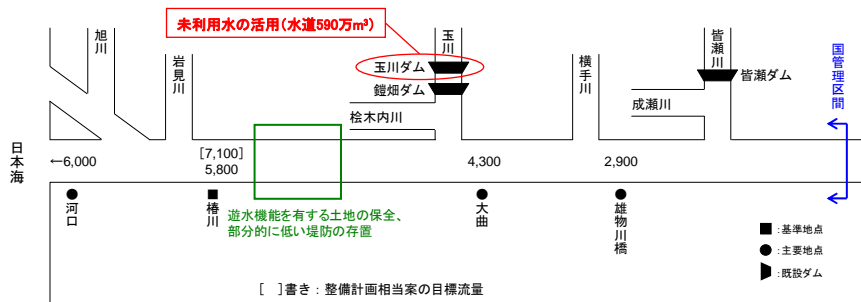 未利用水の活用(水道590万m³)
旭川
岩見川
玉川
玉川ダム
鎧畑ダム
桧木内川
横手川
皆瀬川
皆瀬ダム
成瀬川
国管理区間
日本海
←6,000
[7,100]
5,800
4,300
2,900
河口
椿川
遊水機能を有する土地の保全、
部分的に低い堤防の存置
大曲
雄物川橋
■:基準地点
●:主要地点
:既設ダム
[ ]書き:整備計画相当案の目標流量